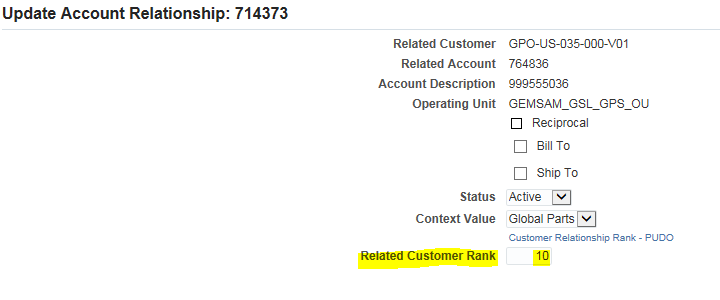 Update Account Relationship: 714373
Related Customer GPO-US-035-000-V01
Related Account 764836
Account Description 999555036
Operating Unit GEMSAM_GSL_GPS_OU
Reciprocal
Bill To
Ship To
Status Active
Context Value Global Parts
Customer Relationship Rank - PUDO
Related Customer Rank 10